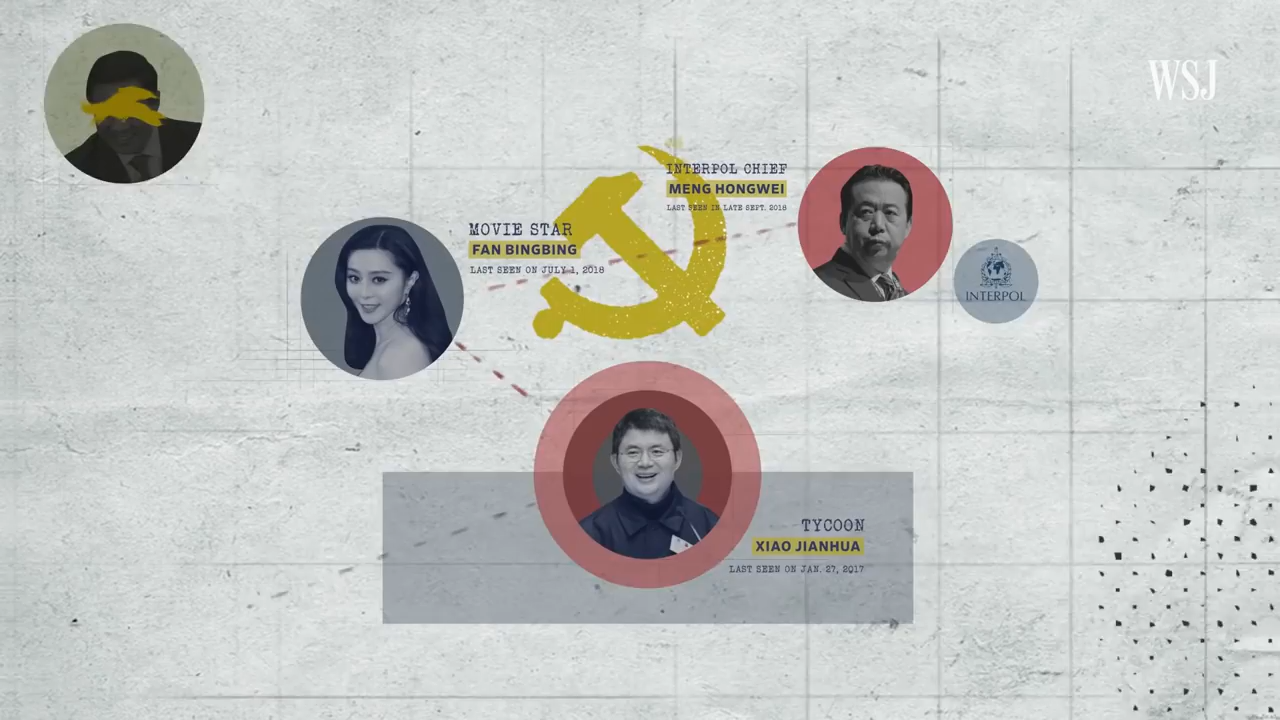 WSJ
INTERPOL CHIEF
MENG HONGWEI
LAST SEEN IN LATE SEPT. 2018
MOVIE STAR
FAN BINGBING
LAST SEEN ON JULY 1, 2018
INTERPOL
TYCOON
XIAO JIANHUA
LAST SEEN ON JAN. 27, 2017